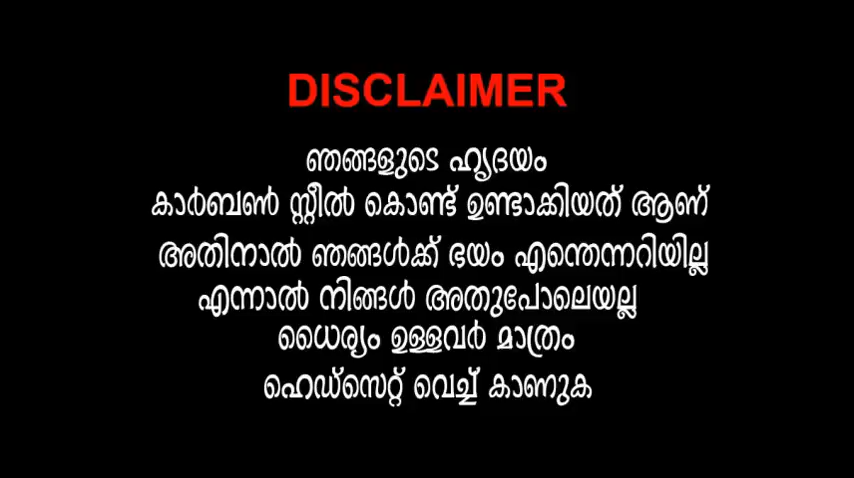 DISCLAIMER
ഞങ്ങളുടെ ഹൃദയം
കാർബൺ സ്റ്റീൽ കൊണ്ട് ഉണ്ടാക്കിയത് ആണ്
അതിനാൽ ഞങ്ങൾക്ക് ഭയം എന്തെന്നറിയില്ല
എന്നാൽ നിങ്ങൾ അതുപോലെയല്ല
ധൈര്യം ഉള്ളവർ മാത്രം
ഹെഡ്സെറ്റ് വെച്ച് കാണുക